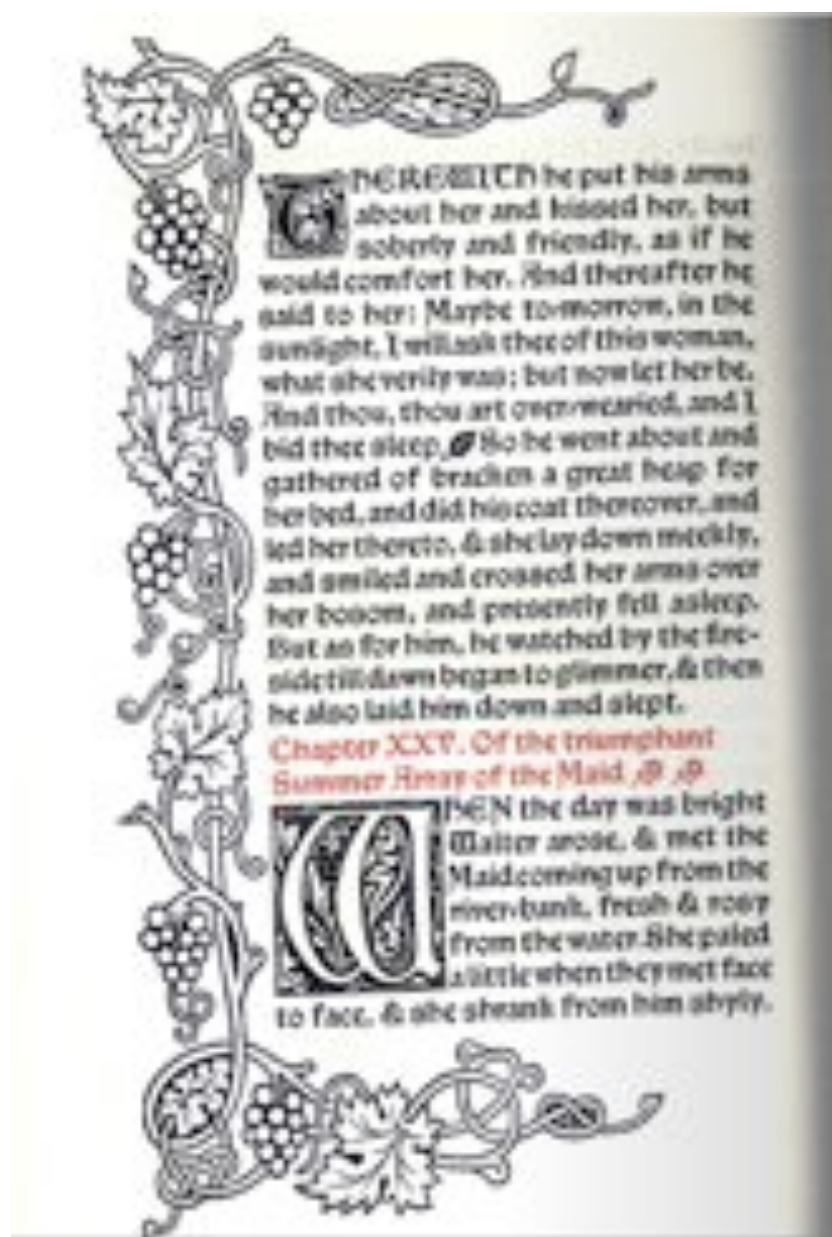 THEREWITH he put his arms
about her and kissed her, but
soberly and friendly, as if he
would comfort her. And thereafter he
said to her: Maybe to-morrow, in the
sunlight, I will ask thee of this woman,
what she verily was; but now let her be.
And thou, thou art over-wearied, and I
bid thee sleep. So he went about and
gathered of bracken a great heap for
her bed, and did his coat thereover, and
led her thereto, & she lay down meekly,
and smiled and crossed her arms over
her bosom, and presently fell asleep.
But as for him, he watched by the fire-
side till dawn began to glimmer, & then
he also laid him down and slept.
Chapter XXV. Of the triumphant
Summer Array of the Maid
WHEN the day was bright
Walter arose, & met the
Maid coming up from the
river-bank, fresh & rosy
from the water. She paled
a little when they met face
to face, & she shrank from him shyly.